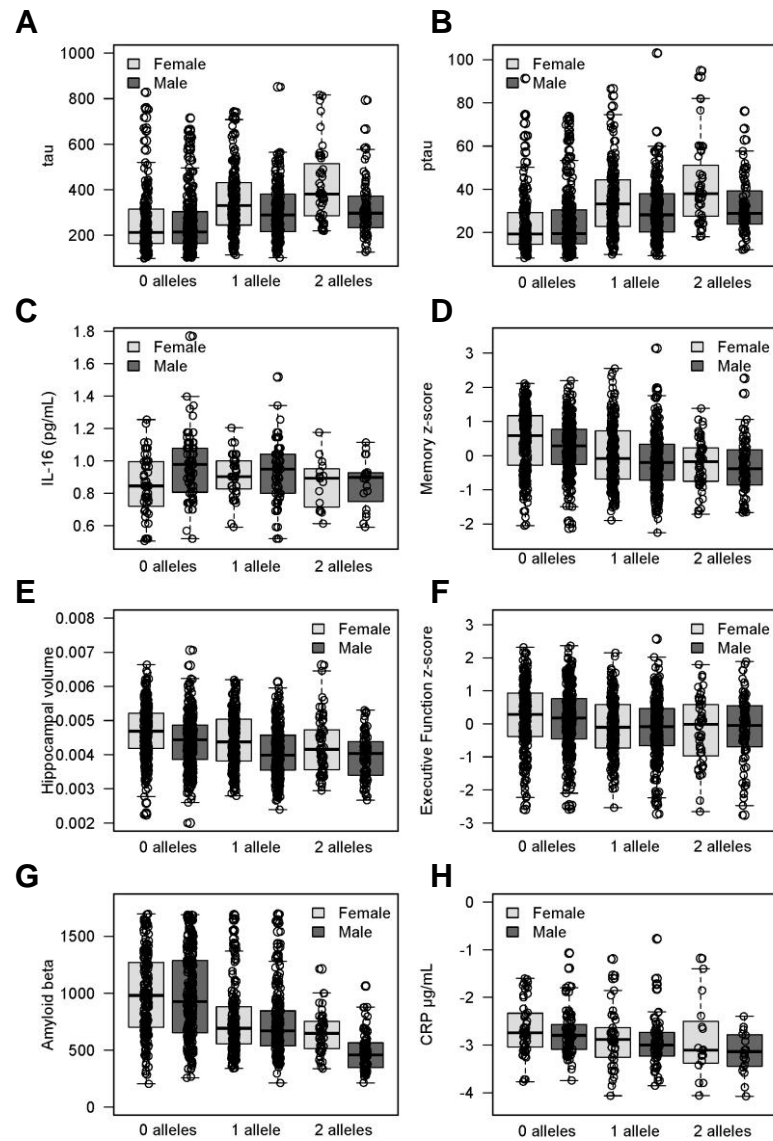 A
tau
1000
800
600
400
200
Female
Male
0 alleles
1 allele
2 alleles
B
ptau
100
80
60
40
20
Female
Male
0 alleles
1 allele
2 alleles
C
IL-16 (pg/mL)
1.8
1.6
1.4
1.2
1.0
0.8
0.6
Female
Male
0 alleles
1 allele
2 alleles
D
Memory z-score
3
2
1
0
-1
-2
Female
Male
0 alleles
1 allele
2 alleles
E
Hippocampal volume
0.008
0.007
0.006
0.005
0.004
0.003
0.002
Female
Male
0 alleles
1 allele
2 alleles
F
Executive Function z-score
3
2
1
0
-1
-2
-3
Female
Male
0 alleles
1 allele
2 alleles
G
Amyloid beta
1500
1000
500
0
Female
Male
0 alleles
1 allele
2 alleles
H
CRP µg/mL
0
-1
-2
-3
-4
Female
Male
0 alleles
1 allele
2 alleles